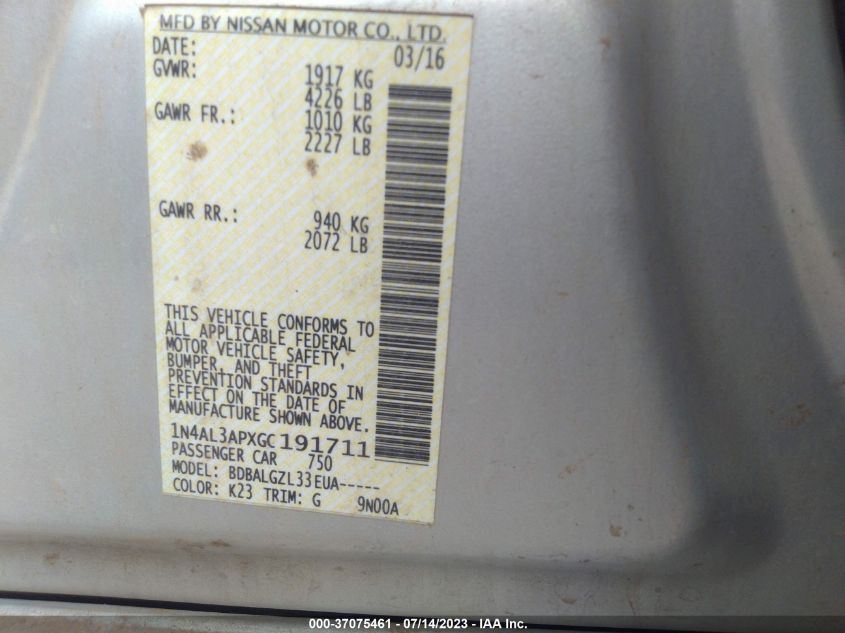 MFD BY NISSAN MOTOR CO., LTD.
DATE: 03/16
GVWR: 1917 KG
4226 LB
GAWR FR.: 1010 KG
2227 LB
GAWR RR.: 940 KG
2072 LB
THIS VEHICLE CONFORMS TO
ALL APPLICABLE FEDERAL
MOTOR VEHICLE SAFETY,
BUMPER, AND THEFT
PREVENTION STANDARDS IN
EFFECT ON THE DATE OF
MANUFACTURE SHOWN ABOVE.
1N4AL3APXGC191711
PASSENGER CAR 750
MODEL: BDBALGZL33EUA-----
COLOR: K23 TRIM: G 9N00A
000-37075461 - 07/14/2023 - IAA Inc.